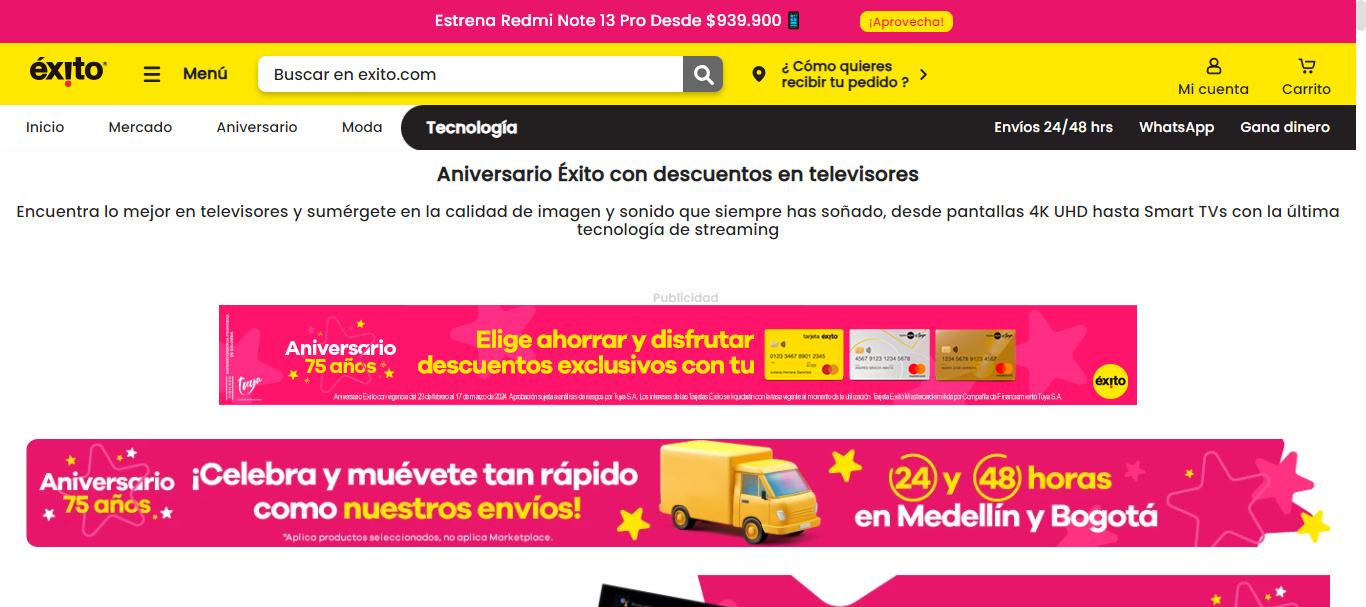 Estrena Redmi Note 13 Pro Desde $939.900
¡Aprovecha!
éxito
Menú
Buscar en exito.com
¿ Cómo quieres
recibir tu pedido ?
Mi cuenta
Carrito
Inicio
Mercado
Aniversario
Moda
Tecnología
Envíos 24/48 hrs
WhatsApp
Gana dinero
Aniversario Éxito con descuentos en televisores
Encuentra lo mejor en televisores y sumérgete en la calidad de imagen y sonido que siempre has soñado, desde pantallas 4K UHD hasta Smart TVs con la última
tecnología de streaming
Publicidad
Aniversario
75 años
Elige ahorrar y disfrutar
descuentos exclusivos con tu
tarjeta éxito
0123 3467 8901 2345
4567 9123 1234 5678
1234 5678 9123 4567
tuya
éxito
Aniversario Éxito con vigencia del 23 de febrero al 17 de marzo de 2024. Aprobación sujeta a análisis de riesgos por Tuya S.A. Los intereses de las Tarjetas Éxito se liquidarán con la tasa vigente al momento de la utilización. Tarjeta Éxito Mastercard emitida por Compañía de Financiamiento Tuya S.A.
Aniversario
75 años
¡Celebra y muévete tan rápido
como nuestros envíos!
*Aplica productos seleccionados, no aplica Marketplace.
24 y 48 horas
en Medellín y Bogotá